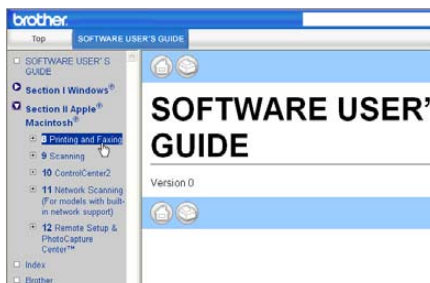 brother.
Top
SOFTWARE USER'S GUIDE
SOFTWARE USER' S
GUIDE
Section I Windows®
Section II Apple®
Macintosh®
8 Printing and Faxing
9 Scanning
10 ControlCenter2
11 Network Scanning
(For models with built-
in network support)
12 Remote Setup &
PhotoCapture
Center™
Index
Brother
SOFTWARE USER'
GUIDE
Version 0